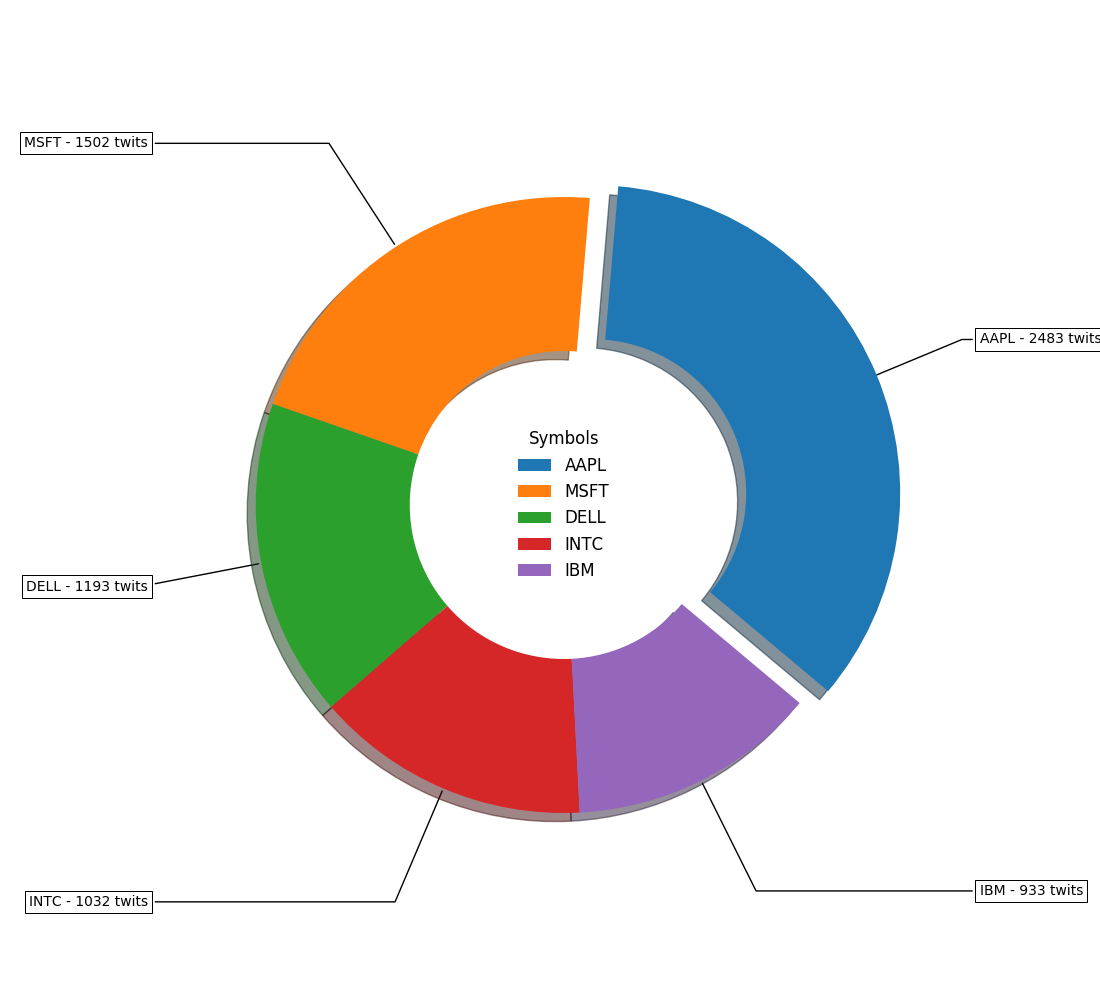 MSFT - 1502 twits
AAPL - 2483 twits
Symbols
AAPL
MSFT
DELL
INTC
IBM
DELL - 1193 twits
IBM - 933 twits
INTC - 1032 twits